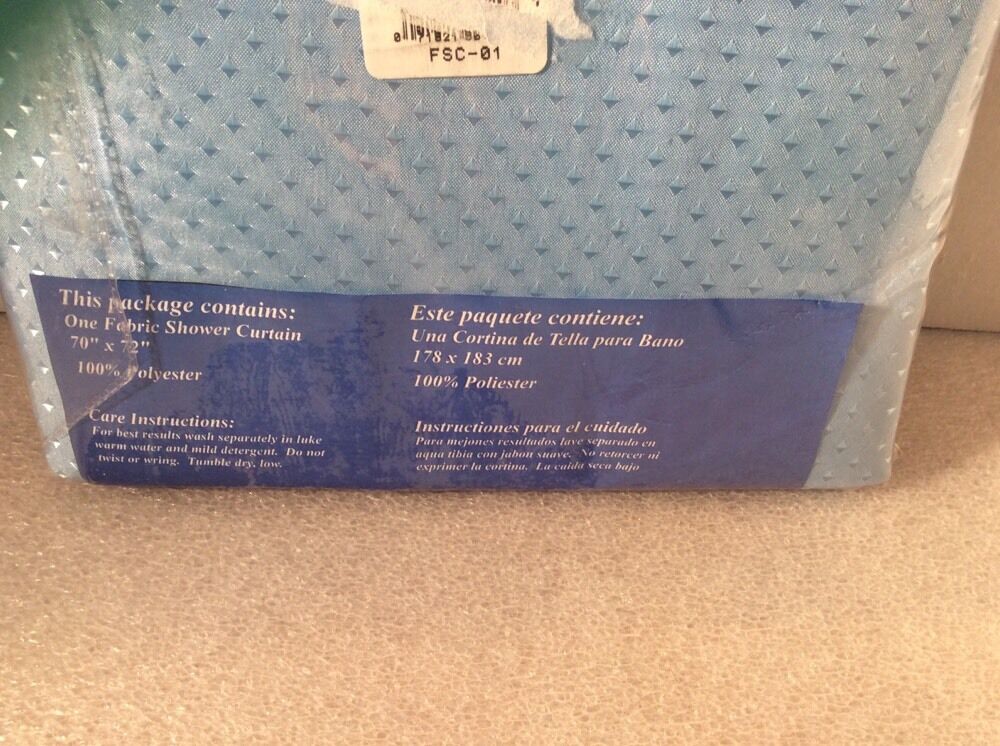 FSC-01
This package contains:
One Fabric Shower Curtain
70" x 72"
100% Polyester
Care Instructions:
For best results wash separately in luke
warm water and mild detergent. Do not
twist or wring. Tumble dry, low.
Este paquete contiene:
Una Cortina de Tella para Bano
178 x 183 cm
100% Poliester
Instructiones para el cuidado
Para mejones resultados lave separado en
aqua tibia con jabon suave. No retorcer ni
exprimer la cortina. La caida seca bajo